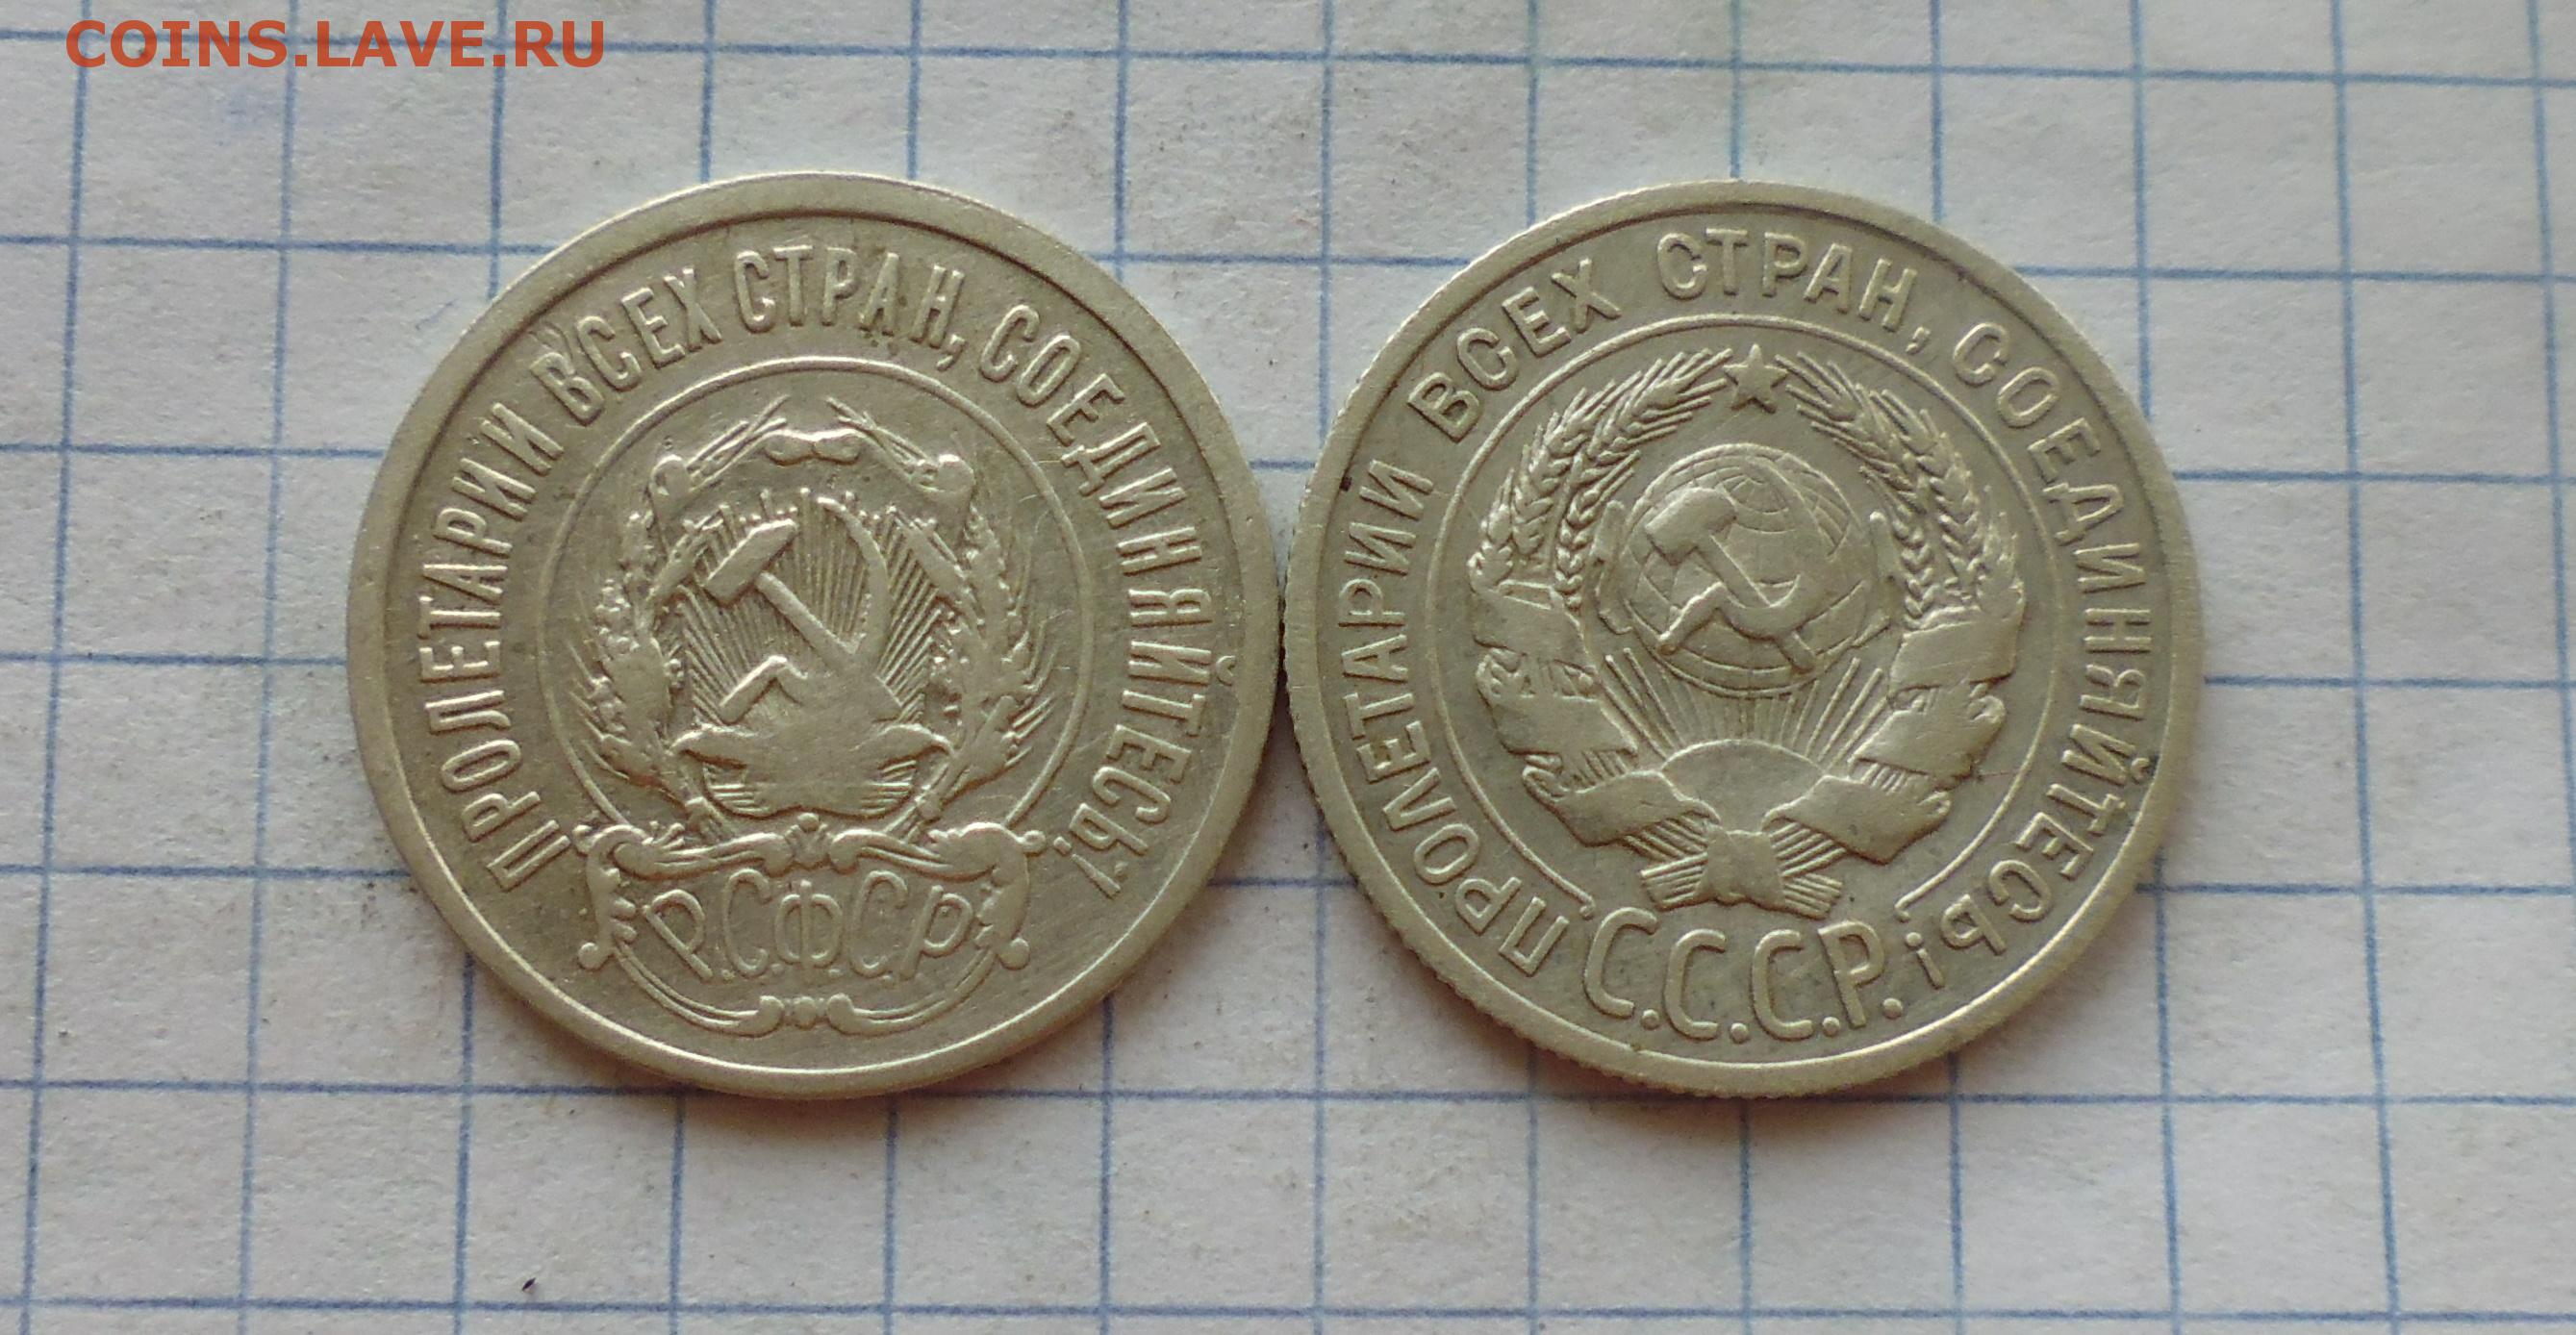 COINS.LAVE.RU
ПРОЛЕТАРИИ ВСЕХ СТРАН, СОЕДИНЯЙТЕСЬ!
Р.С.Ф.С.Р
ПРОЛЕТАРИИ ВСЕХ СТРАН, СОЕДИНЯЙТЕСЬ!
С.С.С.Р.